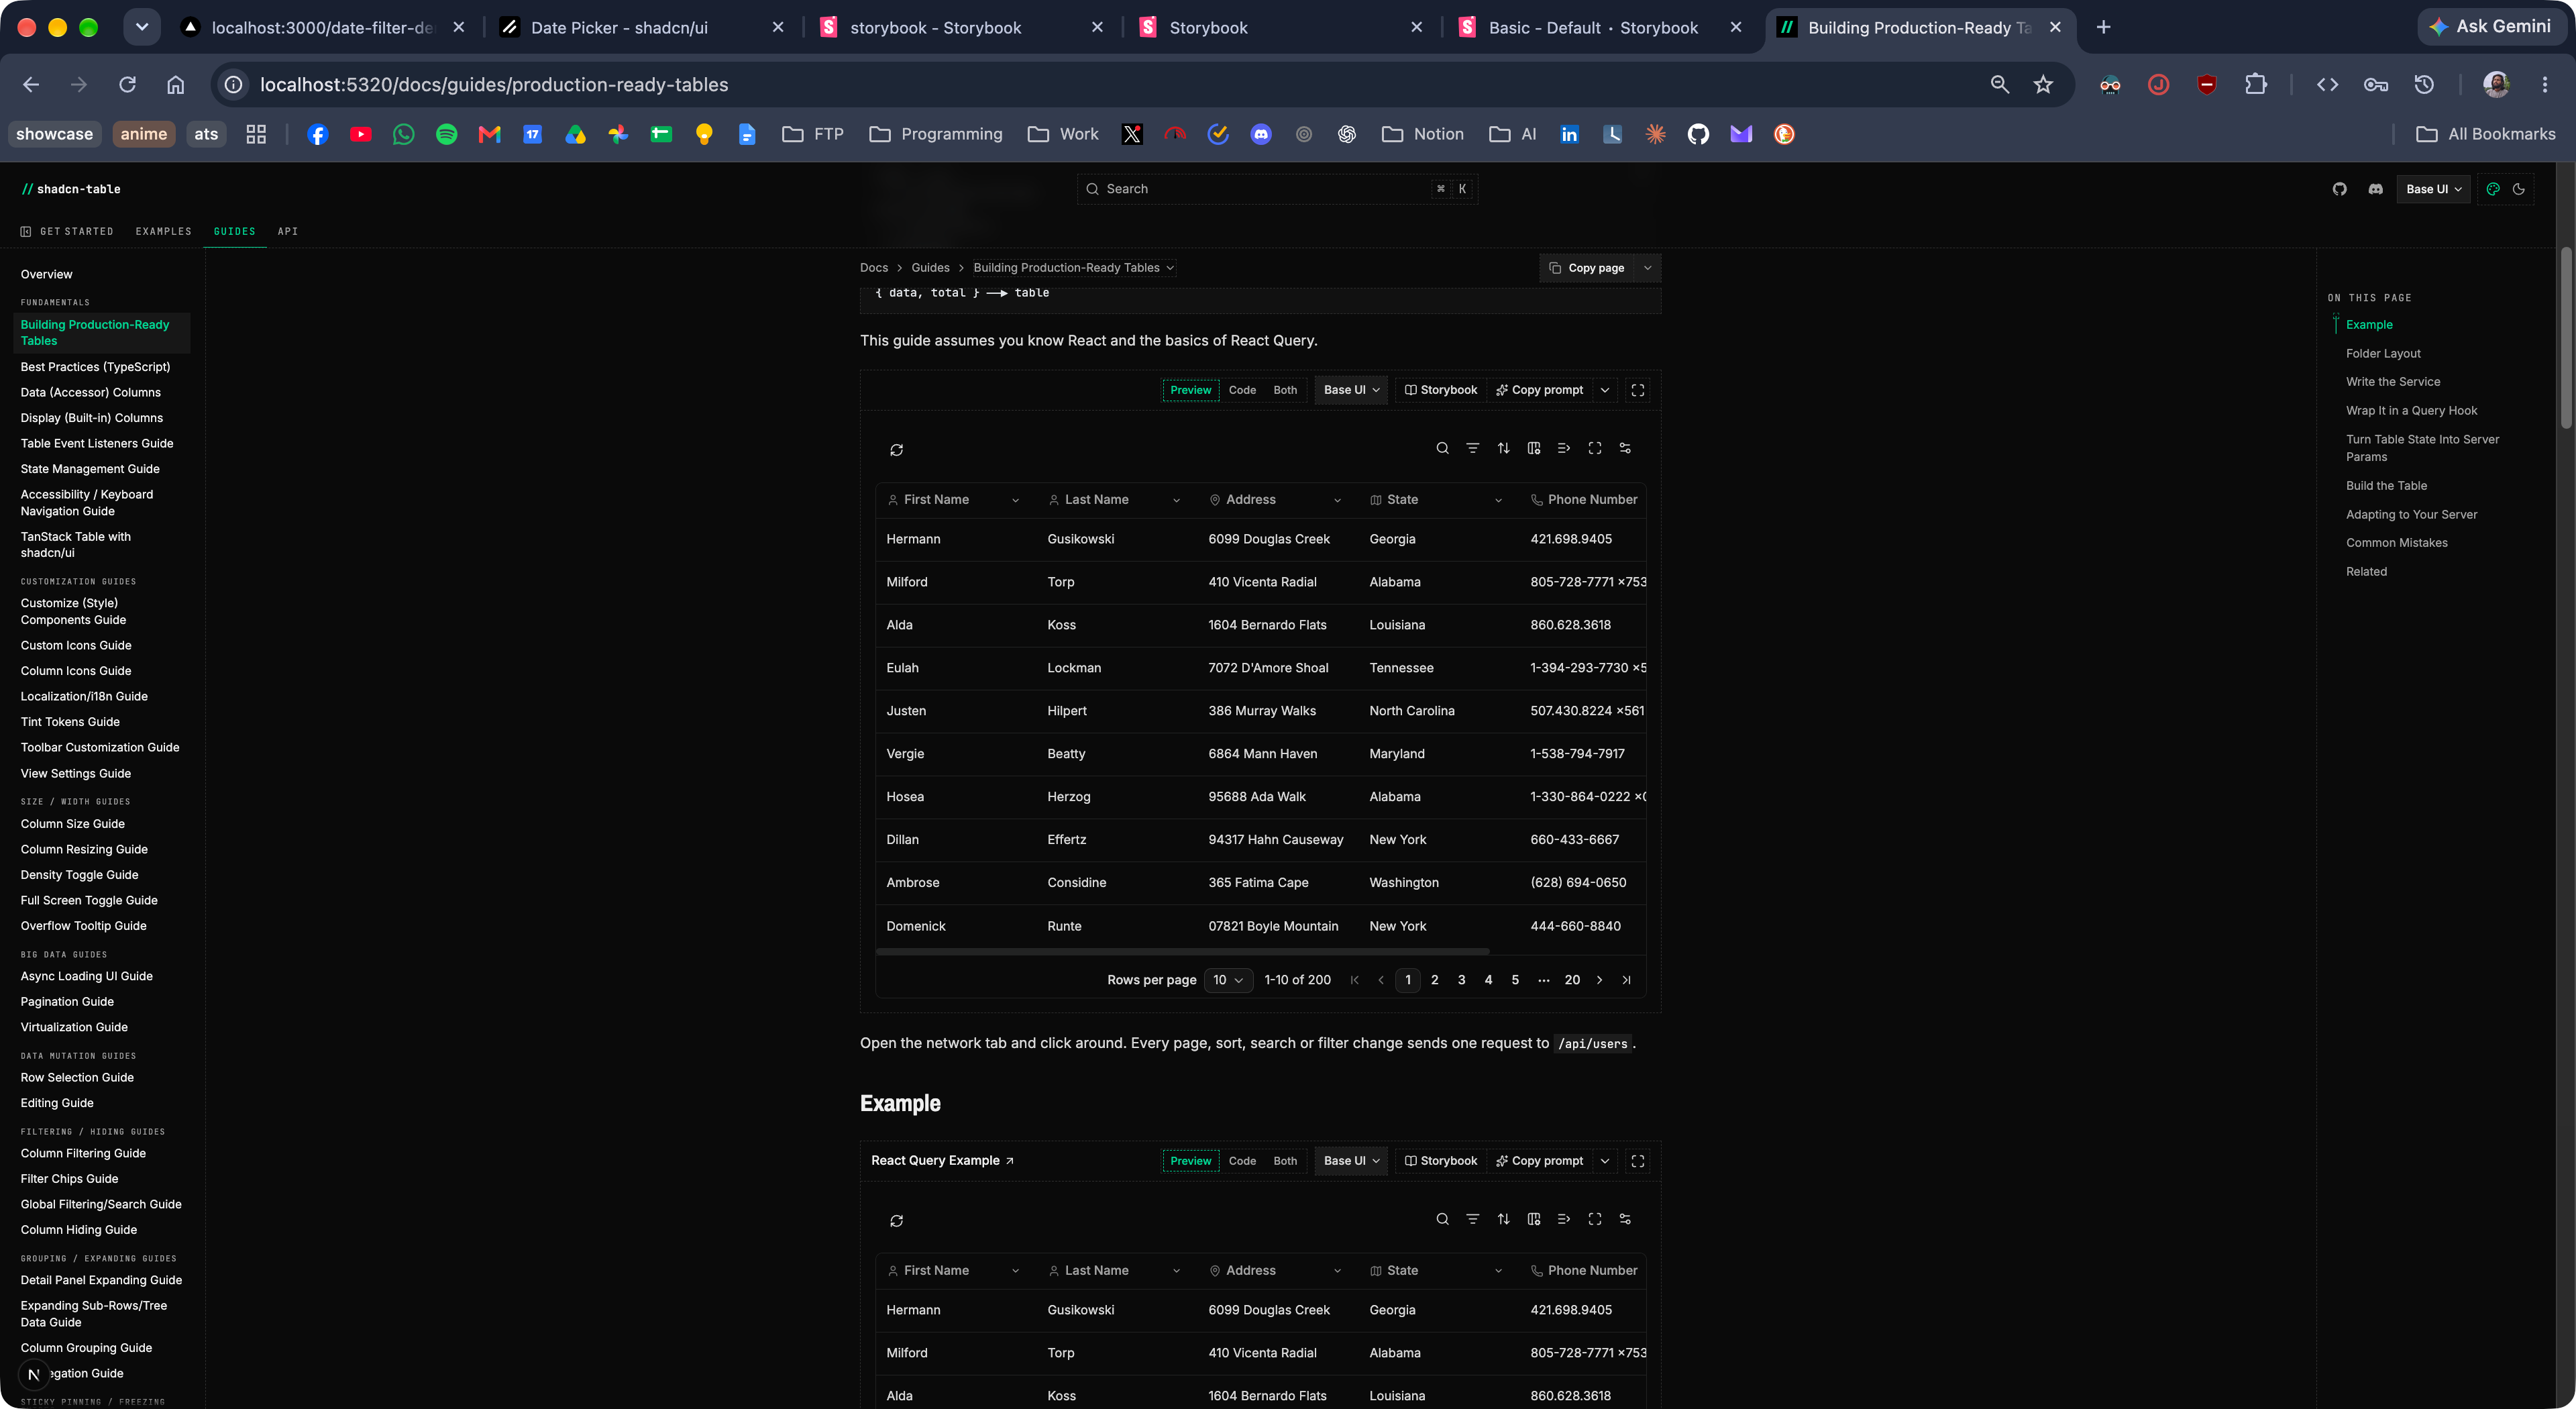 localhost:3000/date-filter-de
Date Picker - shadcn/ui
storybook - Storybook
Storybook
Basic - Default • Storybook
Building Production-Ready Ta
Ask Gemini
localhost:5320/docs/guides/production-ready-tables
showcase
anime
ats
17
FTP
Programming
Work
Notion
AI
All Bookmarks
// shadcn-table
Search
⌘ K
Base UI
GET STARTED
EXAMPLES
GUIDES
API
Overview
FUNDAMENTALS
Building Production-Ready
Tables
Best Practices (TypeScript)
Data (Accessor) Columns
Display (Built-in) Columns
Table Event Listeners Guide
State Management Guide
Accessibility / Keyboard
Navigation Guide
TanStack Table with
shadcn/ui
CUSTOMIZATION GUIDES
Customize (Style)
Components Guide
Custom Icons Guide
Column Icons Guide
Localization/i18n Guide
Tint Tokens Guide
Toolbar Customization Guide
View Settings Guide
SIZE / WIDTH GUIDES
Column Size Guide
Column Resizing Guide
Density Toggle Guide
Full Screen Toggle Guide
Overflow Tooltip Guide
BIG DATA GUIDES
Async Loading UI Guide
Pagination Guide
Virtualization Guide
DATA MUTATION GUIDES
Row Selection Guide
Editing Guide
FILTERING / HIDING GUIDES
Column Filtering Guide
Filter Chips Guide
Global Filtering/Search Guide
Column Hiding Guide
GROUPING / EXPANDING GUIDES
Detail Panel Expanding Guide
Expanding Sub-Rows/Tree
Data Guide
Column Grouping Guide
N egation Guide
STICKY PINNING / FREEZING
Docs > Guides > Building Production-Ready Tables
Copy page
{ data, total } ⟶ table
This guide assumes you know React and the basics of React Query.
Preview Code Both Base UI Storybook Copy prompt
First Name Last Name Address State Phone Number
Hermann Gusikowski 6099 Douglas Creek Georgia 421.698.9405
Milford Torp 410 Vicenta Radial Alabama 805-728-7771 x753
Alda Koss 1604 Bernardo Flats Louisiana 860.628.3618
Eulah Lockman 7072 D'Amore Shoal Tennessee 1-394-293-7730 x5
Justen Hilpert 386 Murray Walks North Carolina 507.430.8224 x561
Vergie Beatty 6864 Mann Haven Maryland 1-538-794-7917
Hosea Herzog 95688 Ada Walk Alabama 1-330-864-0222
Dillan Effertz 94317 Hahn Causeway New York 660-433-6667
Ambrose Considine 365 Fatima Cape Washington (628) 694-0650
Domenick Runte 07821 Boyle Mountain New York 444-660-8840
Rows per page 10 1-10 of 200 1 2 3 4 5 ··· 20
Open the network tab and click around. Every page, sort, search or filter change sends one request to /api/users.
Example
React Query Example Preview Code Both Base UI Storybook Copy prompt
First Name Last Name Address State Phone Number
Hermann Gusikowski 6099 Douglas Creek Georgia 421.698.9405
Milford Torp 410 Vicenta Radial Alabama 805-728-7771 x753
Alda Koss 1604 Bernardo Flats Louisiana 860.628.3618
ON THIS PAGE
Example
Folder Layout
Write the Service
Wrap It in a Query Hook
Turn Table State Into Server
Params
Build the Table
Adapting to Your Server
Common Mistakes
Related